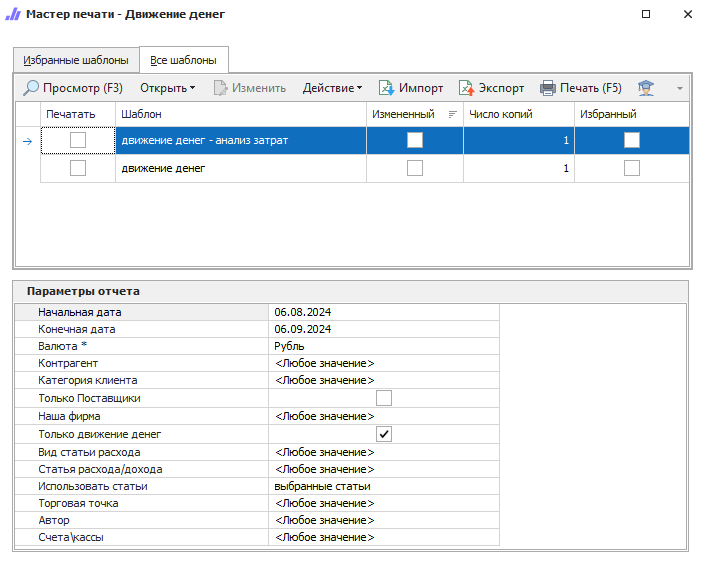 Мастер печати - Движение денег
Избранные шаблоны Все шаблоны
Просмотр (F3) Открыть Изменить Действие Импорт Экспорт Печать (F5)
Печатать Шаблон Измененный Число копий Избранный
движение денег - анализ затрат 1
движение денег 1
Параметры отчета
Начальная дата 06.08.2024
Конечная дата 06.09.2024
Валюта * Рубль
Контрагент <Любое значение>
Категория клиента <Любое значение>
Только Поставщики
Наша фирма <Любое значение>
Только движение денег
Вид статьи расхода <Любое значение>
Статья расхода/дохода <Любое значение>
Использовать статьи выбранные статьи
Торговая точка <Любое значение>
Автор <Любое значение>
Счета\кассы <Любое значение>